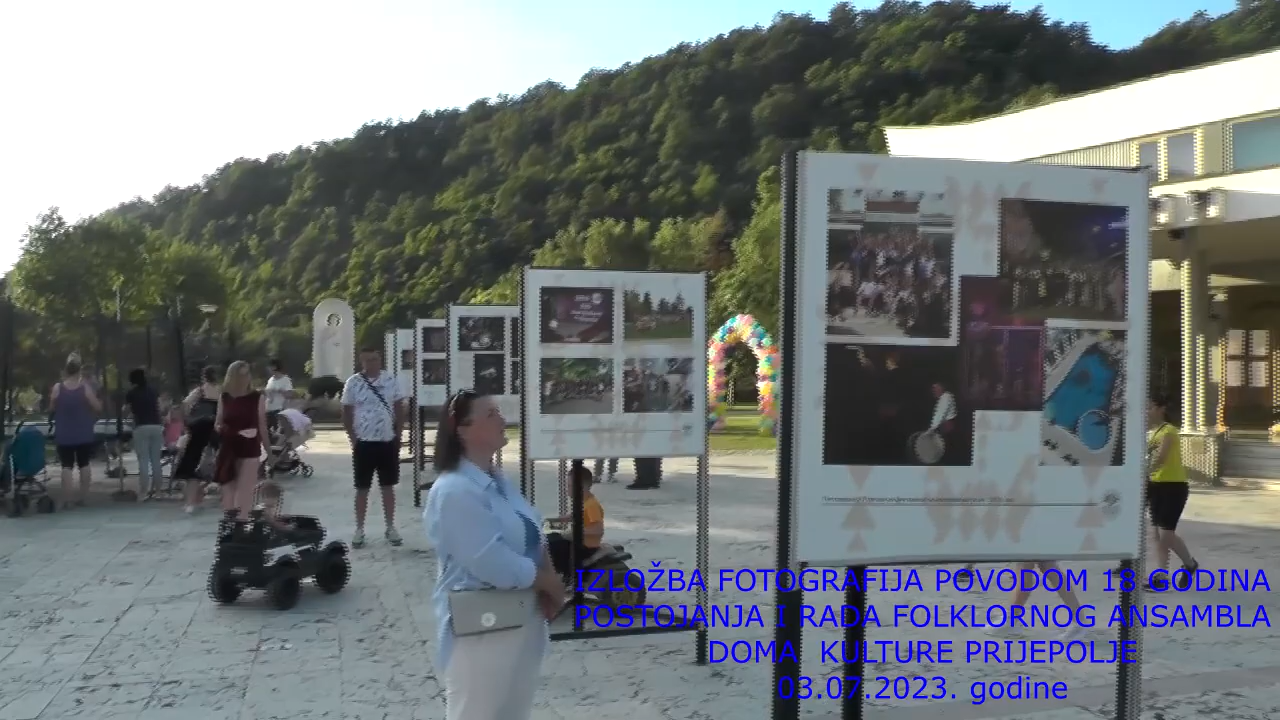 IZLOŽBA FOTOGRAFIJA POVODOM 18 GODINA
POSTOJANJA I RADA FOLKLORNOG ANSAMBLA
DOMA  KULTURE PRIJEPOLJE
03.07.2023. godine